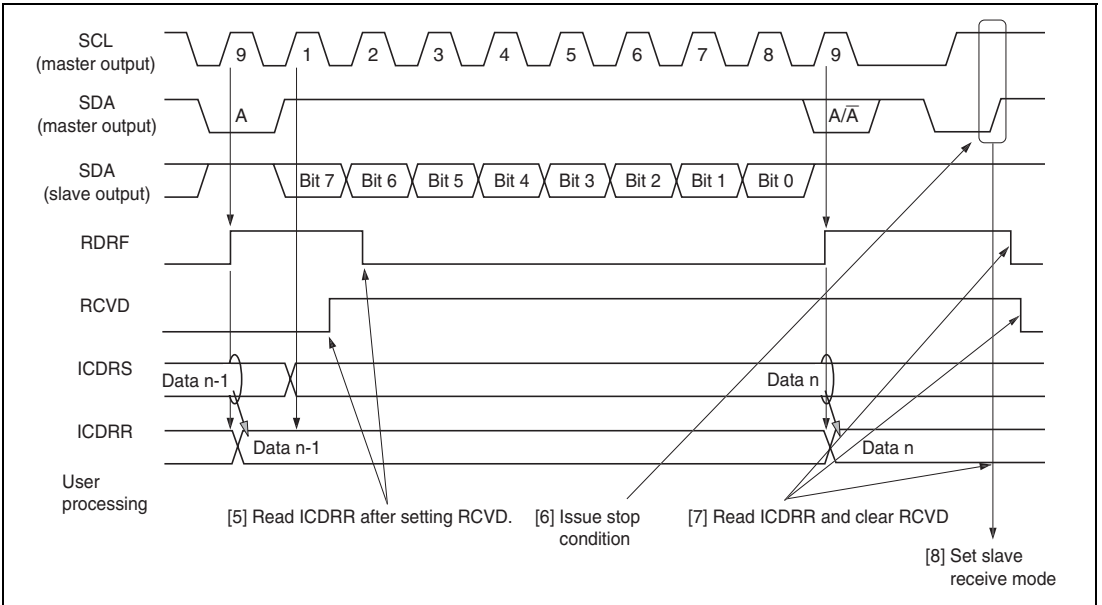 SCL
(master output)
9 1 2 3 4 5 6 7 8 9
SDA
(master output)
A A/A̅
SDA
(slave output)
Bit 7 Bit 6 Bit 5 Bit 4 Bit 3 Bit 2 Bit 1 Bit 0
RDRF
RCVD
ICDRS
Data n-1 Data n
ICDRR
Data n-1 Data n
User
processing
[5] Read ICDRR after setting RCVD.
[6] Issue stop
condition
[7] Read ICDRR and clear RCVD
[8] Set slave
receive mode